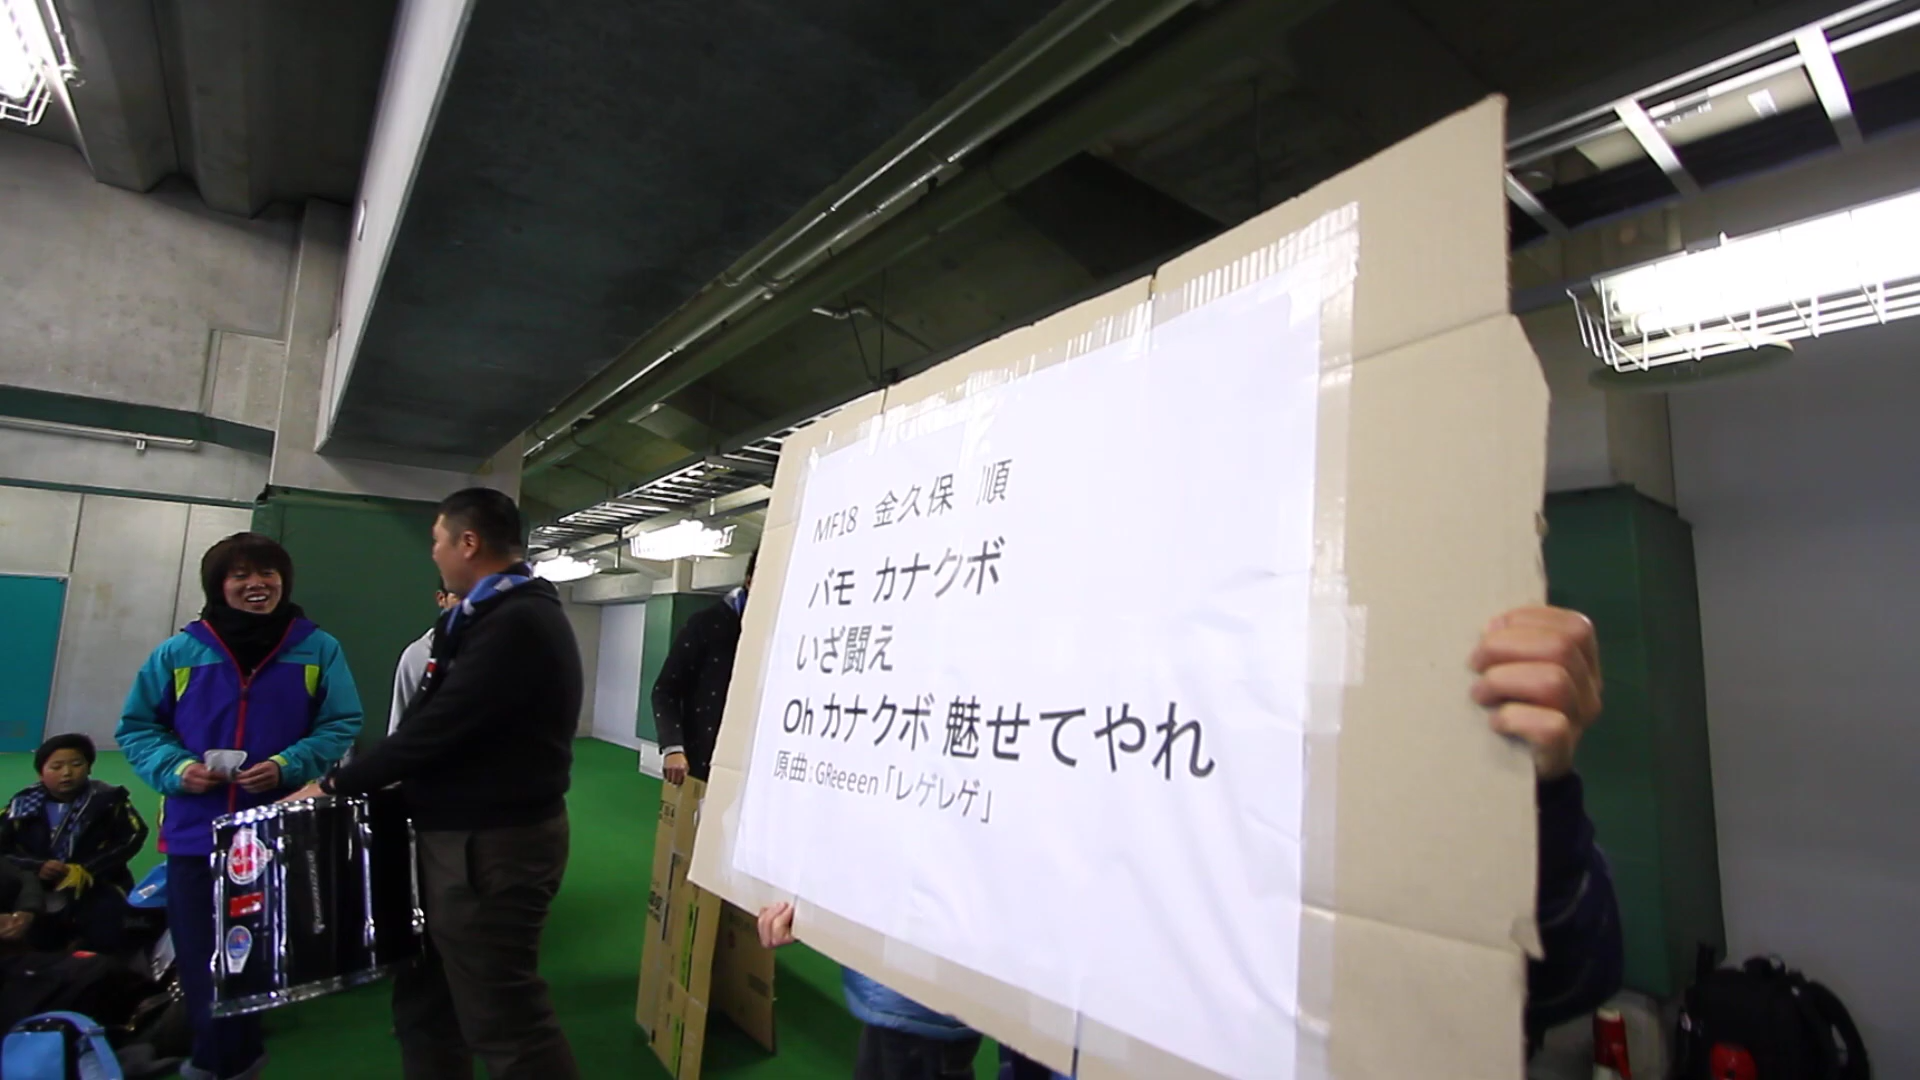 MF18 金久保 順
バモ カナクボ
いざ闘え
Oh カナクボ 魅せてやれ
原曲：GReeeen「レゲレゲ」